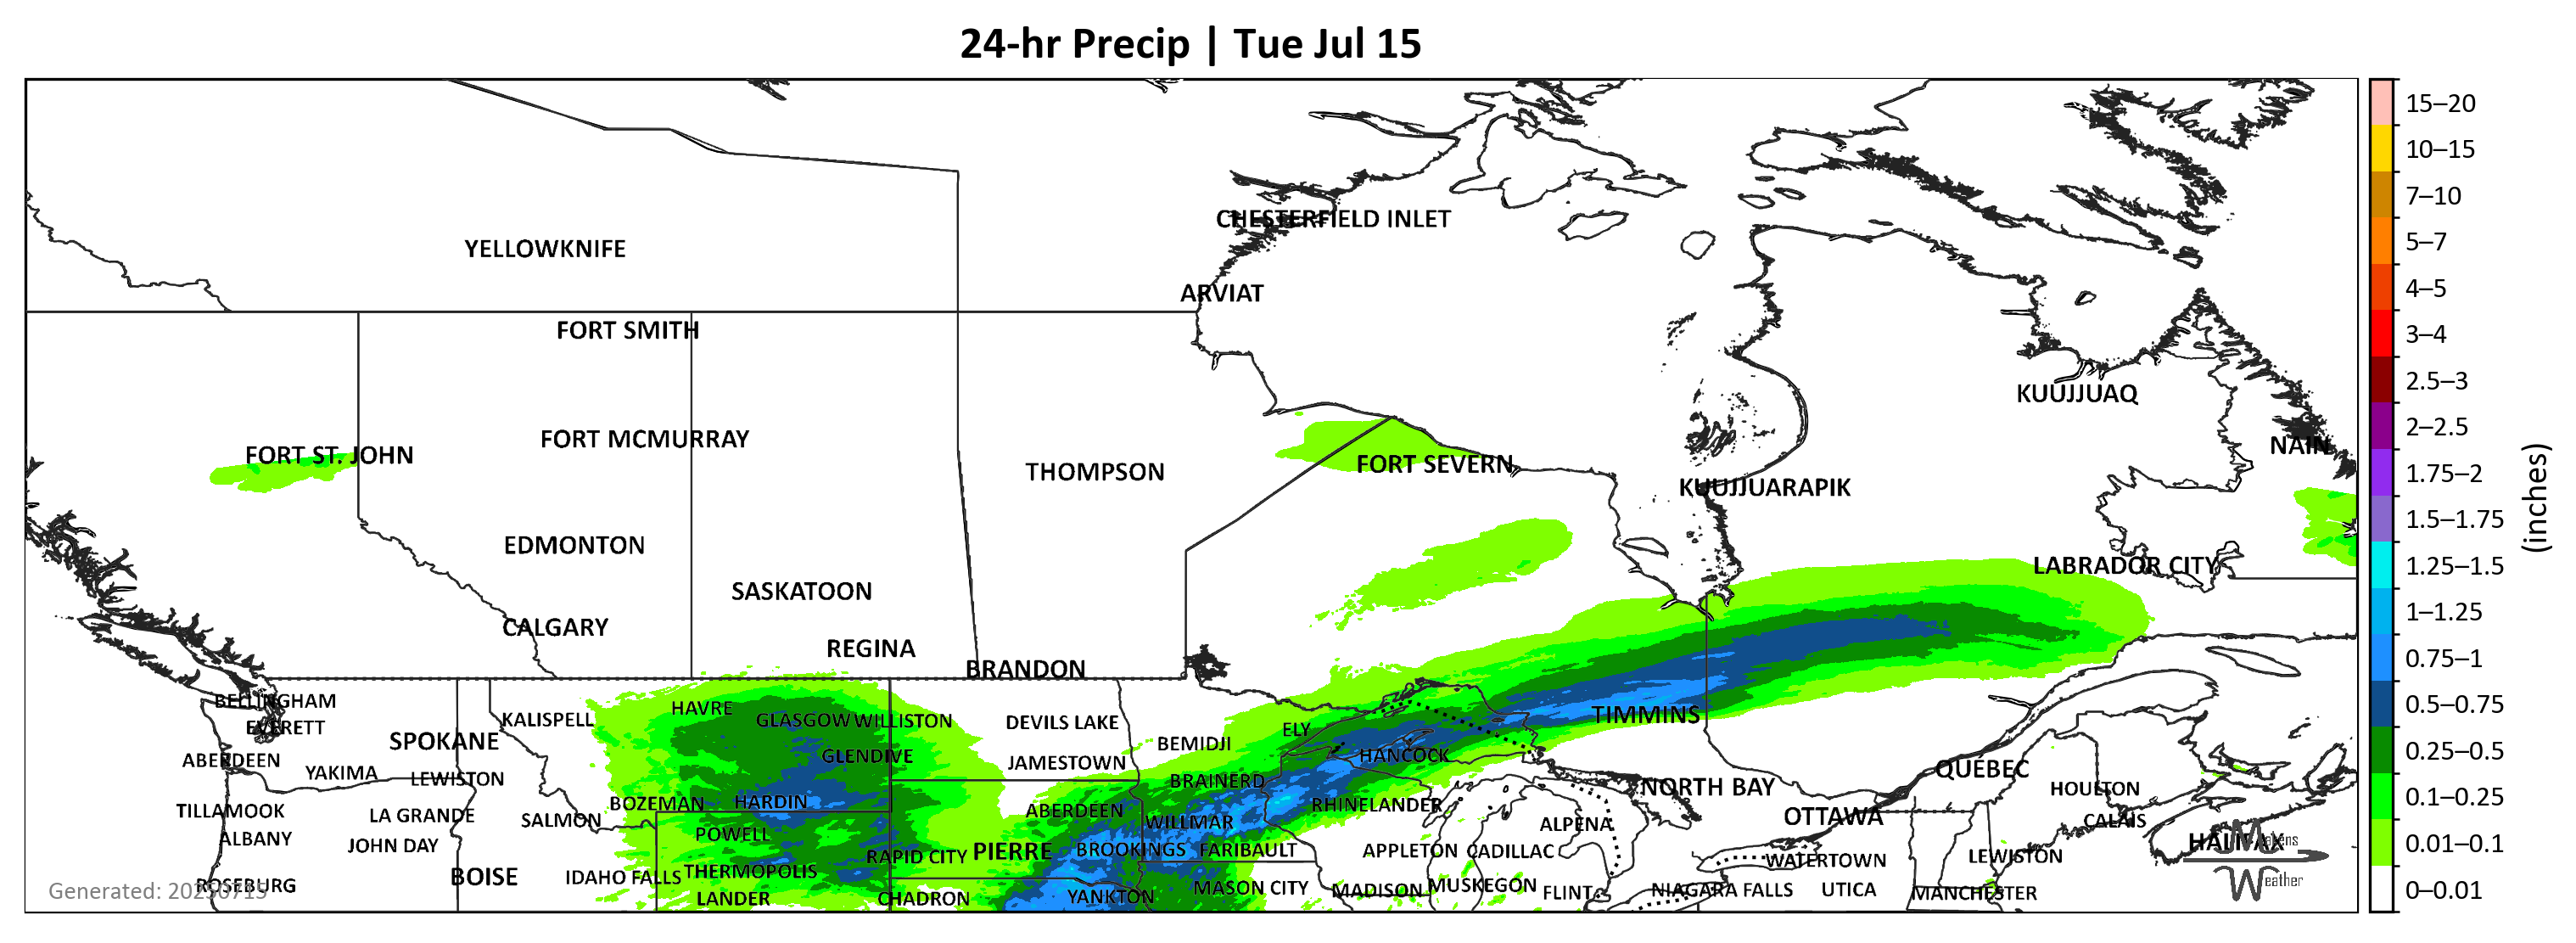 24-hr Precip | Tue Jul 15
CHESTERFIELD INLET
YELLOWKNIFE
ARVIAT
FORT SMITH
KUUJJUAQ
FORT MCMURRAY
NAIN
FORT ST. JOHN
FORT SEVERN
THOMPSON
KUUJJUARAPIK
EDMONTON
LABRADOR CITY
SASKATOON
CALGARY
REGINA
BRANDON
BELLINGHAM
HAVRE
KALISPELL
GLASGOW WILLISTON
DEVILS LAKE
TIMMINS
EVERETT
ELY
SPOKANE
BEMIDJI
GLENDIVE
HANCOCK
ABERDEEN
JAMESTOWN
QUÉBEC
YAKIMA
LEWISTON
BRAINERD
NORTH BAY
HOULTON
BOZEMAN
HARDIN
RHINELANDER
TILLAMOOK
LA GRANDE
ABERDEEN
OTTAWA
SALMON
WILLMAR
ALPENA
CALAIS
ALBANY
POWELL
HALIFAX
JOHN DAY
BROOKINGS
FARIBAULT
APPLETON
CADILLAC
PIERRE
RAPID CITY
WATERTOWN
LEWISTON
BOISE
IDAHO FALLS
THERMOPOLIS
ROSEBURG
MASON CITY
MADISON
MUSKEGON
FLINT
NIAGARA FALLS
UTICA
MANCHESTER
LANDER
CHADRON
YANKTON
Generated: 20250715
Mavens
Weather
15–20
10–15
7–10
5–7
4–5
3–4
2.5–3
2–2.5
1.75–2
1.5–1.75
1.25–1.5
1–1.25
0.75–1
0.5–0.75
0.25–0.5
0.1–0.25
0.01–0.1
0–0.01
(inches)